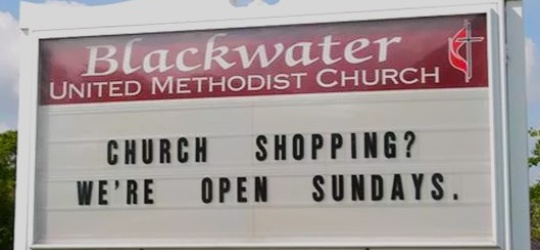 Blackwater
UNITED METHODIST CHURCH
CHURCH SHOPPING?
WE'RE OPEN SUNDAYS.